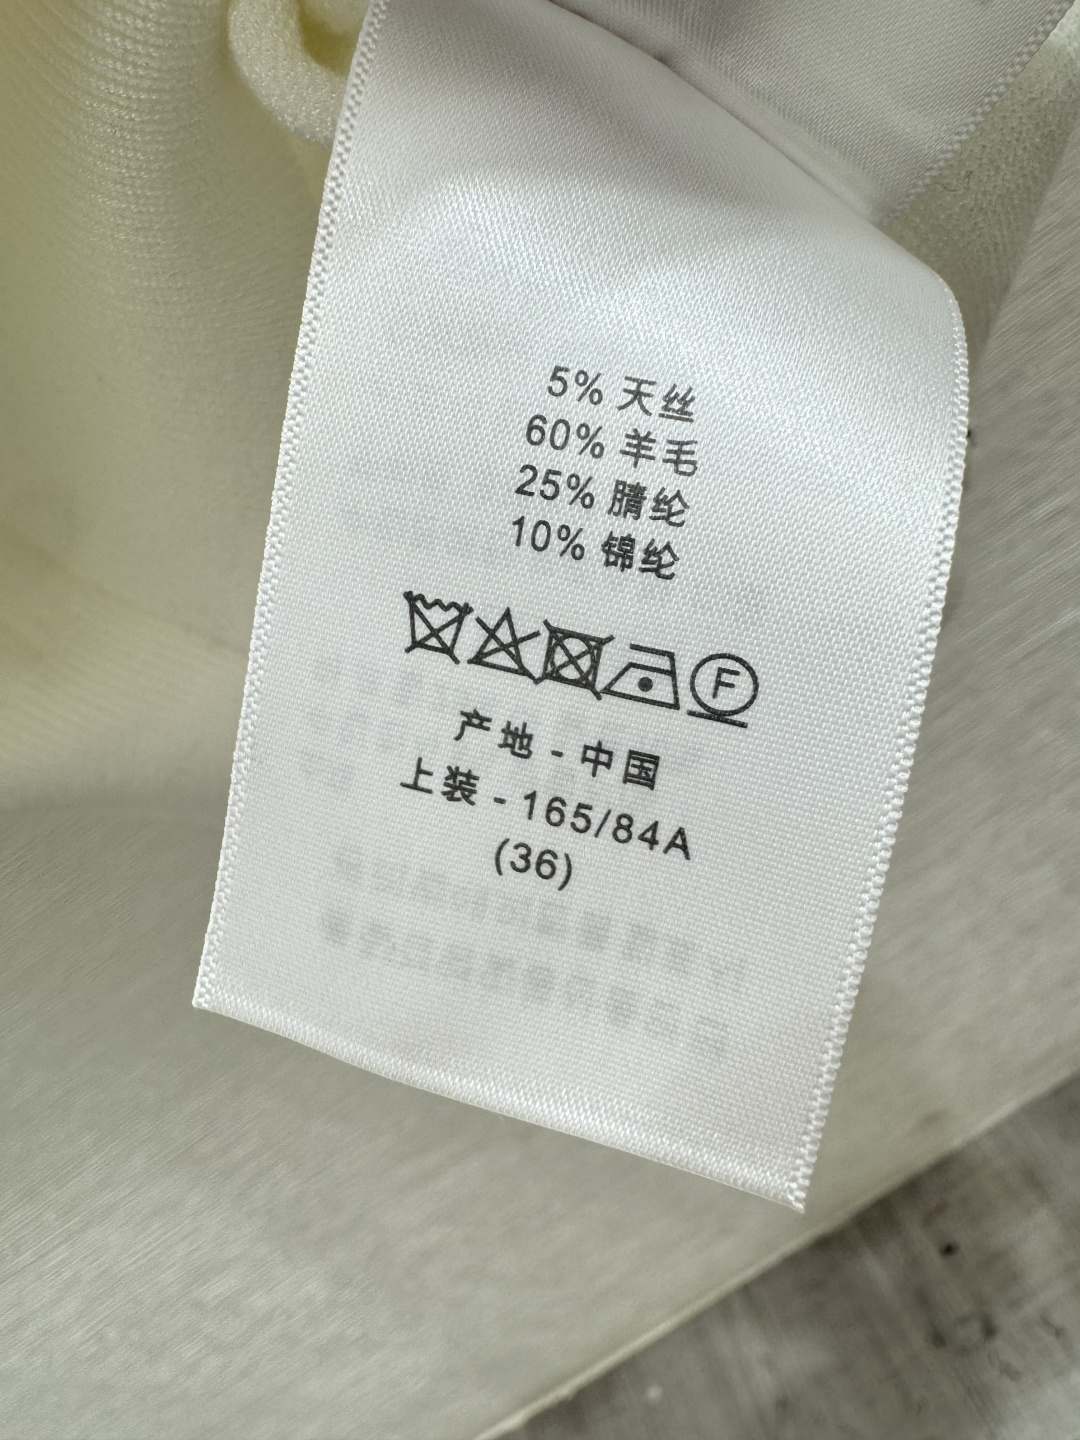 5% 天丝
60% 羊毛
25% 腈纶
10% 锦纶
F
产地 - 中国
上装 - 165/84A
(36)